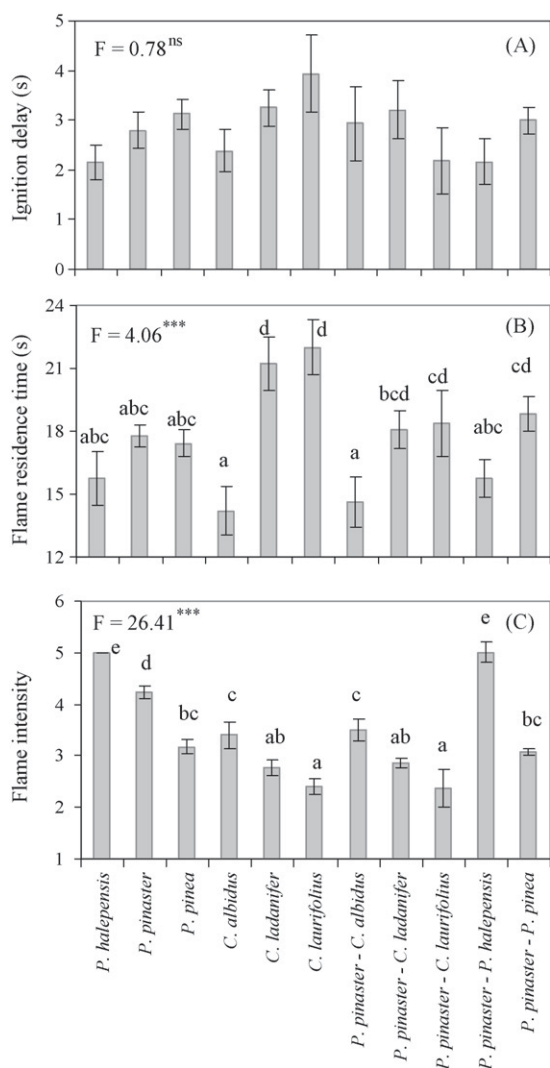 F = 0.78ns
(A)
Ignition delay (s)
5
4
3
2
1
0
F = 4.06***
(B)
Flame residence time (s)
24
21
18
15
12
abc
abc
abc
a
d
d
a
bcd
cd
abc
cd
F = 26.41***
(C)
Flame intensity
6
5
4
3
2
1
e
d
bc
c
ab
a
c
ab
a
e
bc
P. halepensis
P. pinaster
P. pinea
C. albidus
C. ladanifer
C. laurifolius
P. pinaster - C. albidus
P. pinaster - C. ladanifer
P. pinaster - C. laurifolius
P. pinaster - P. halepensis
P. pinaster - P. pinea